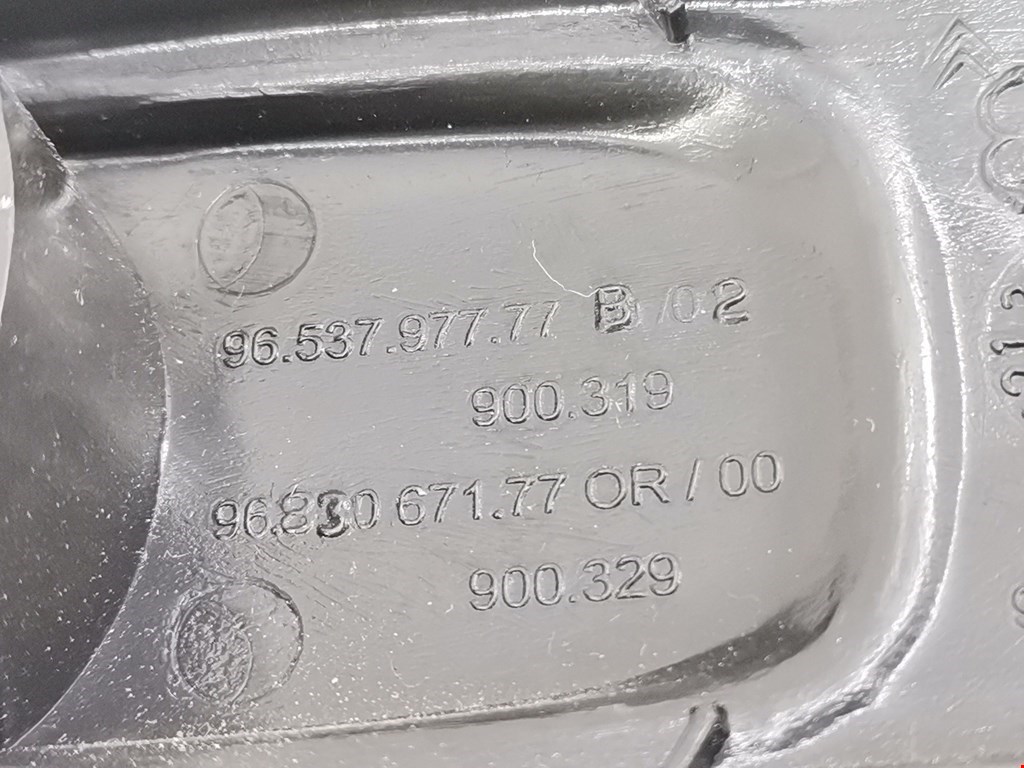 96.537.977.77 B /02
900.319
96.830 671.77 OR / 00
900.329